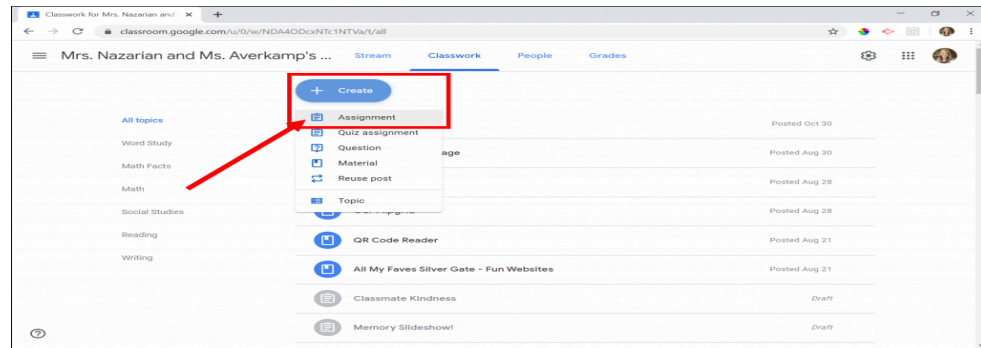 Classwork for Mrs. Nazarian and
classroom.google.com/u/0/w/NDA4ODcxNTc1NTVa/t/all
Mrs. Nazarian and Ms. Averkamp's ... Stream Classwork People Grades
+ Create
All topics
Assignment
Posted Oct 30
Quiz assignment
Word Study
Question
age
Posted Aug 30
Math Facts
Material
Reuse post
Posted Aug 28
Math
Topic
Social Studies
Posted Aug 28
Reading
QR Code Reader
Posted Aug 21
Writing
All My Faves Silver Gate - Fun Websites
Posted Aug 21
Classmate Kindness
Draft
Memory Slideshow!
Draft